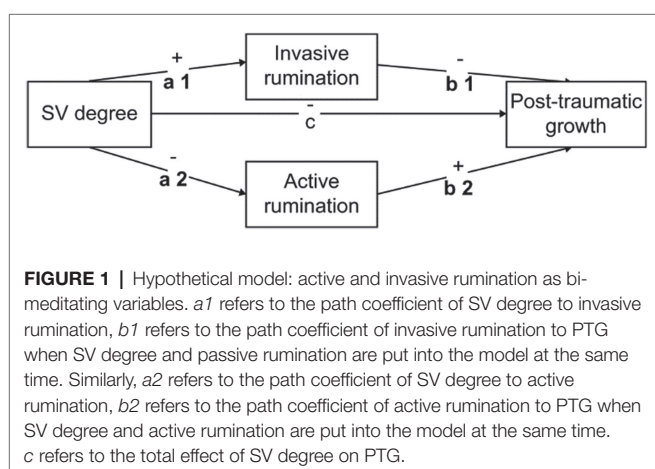 +
Invasive
rumination
-
a 1
b 1
SV degree
-
c
Post-traumatic
growth
-
a 2
Active
rumination
+
b 2
FIGURE 1 | Hypothetical model: active and invasive rumination as bi-
meditating variables. a1 refers to the path coefficient of SV degree to invasive
rumination, b1 refers to the path coefficient of invasive rumination to PTG
when SV degree and passive rumination are put into the model at the same
time. Similarly, a2 refers to the path coefficient of SV degree to active
rumination, b2 refers to the path coefficient of active rumination to PTG when
SV degree and active rumination are put into the model at the same time.
c refers to the total effect of SV degree on PTG.